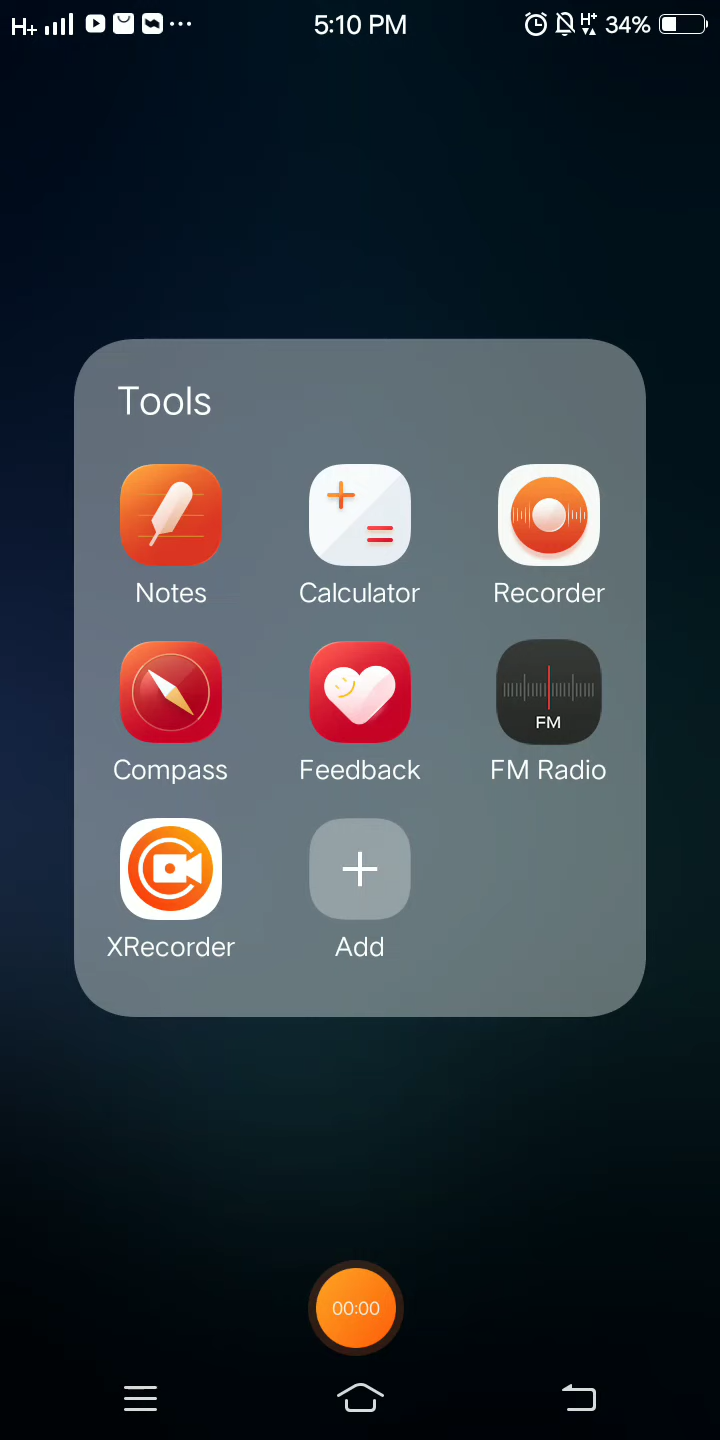 H+ 5:10 PM H+ 34%
Tools
Notes Calculator Recorder
FM
Compass Feedback FM Radio
XRecorder Add
00:00